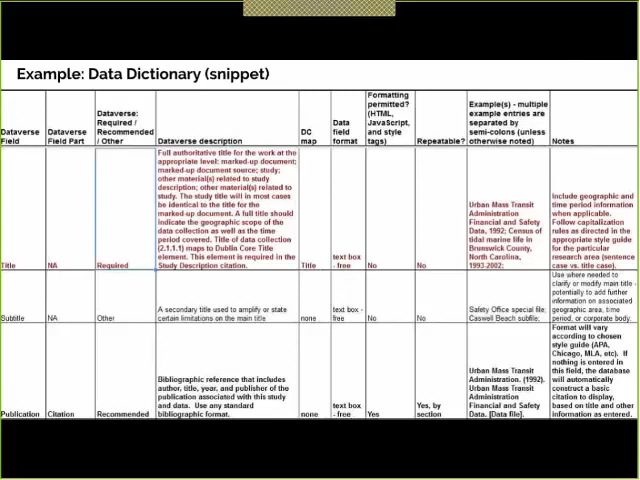 Example: Data Dictionary (snippet)
Dataverse
Field
Dataverse
Field Part
Dataverse:
Required /
Recommended
/ Other
Dataverse description
DC
map
Data
field
format
Formatting
permitted?
(HTML,
JavaScript,
and style
tags)
Repeatable?
Example(s) - multiple
example entries are
separated by
semi-colons (unless
otherwise noted)
Notes
Title
NA
Required
Full authoritative title for the work at the
appropriate level: marked-up document;
marked-up document source; study;
other material(s) related to study
description; other material(s) related to
study. The study title will in most cases
be identical to the title for the
marked-up document. A full title should
indicate the geographic scope of the
data collection as well as the time
period covered. Title of data collection
(2.1.1.1) maps to Dublin Core Title
element. This element is required in the
Study Description citation.
Title
text box
- free
No
No
Urban Mass Transit
Administration
Financial and Safety
Data, 1992; Census of
tidal marine life in
Brunswick County,
North Carolina,
1993-2002;
Include geographic and
time period information
when applicable.
Follow capitalization
rules as directed in the
appropriate style guide
for the particular
research area (sentence
case vs. title case).
Subtitle
NA
Other
A secondary title used to amplify or state
certain limitations on the main title
none
text box -
free
No
No
Safety Office special file;
Caswell Beach subfile;
Use where needed to
clarify or modify main title -
potentially to add further
information on associated
geographic area, time
period, or corporate body.
Publication
Citation
Recommended
Bibliographic reference that includes
author, title, year, and publisher of the
publication associated with this study
and data. Use any standard
bibliographic format.
none
text box
- free
Yes
Yes, by
section
Urban Mass Transit
Administration. (1992).
Urban Mass Transit
Administration
Financial and Safety
Data. [Data file].
Format will vary
according to chosen
style guide (APA,
Chicago, MLA, etc). If
nothing is entered in
this field, the database
will automatically
construct a basic
citation to display,
based on title and other
information as entered.